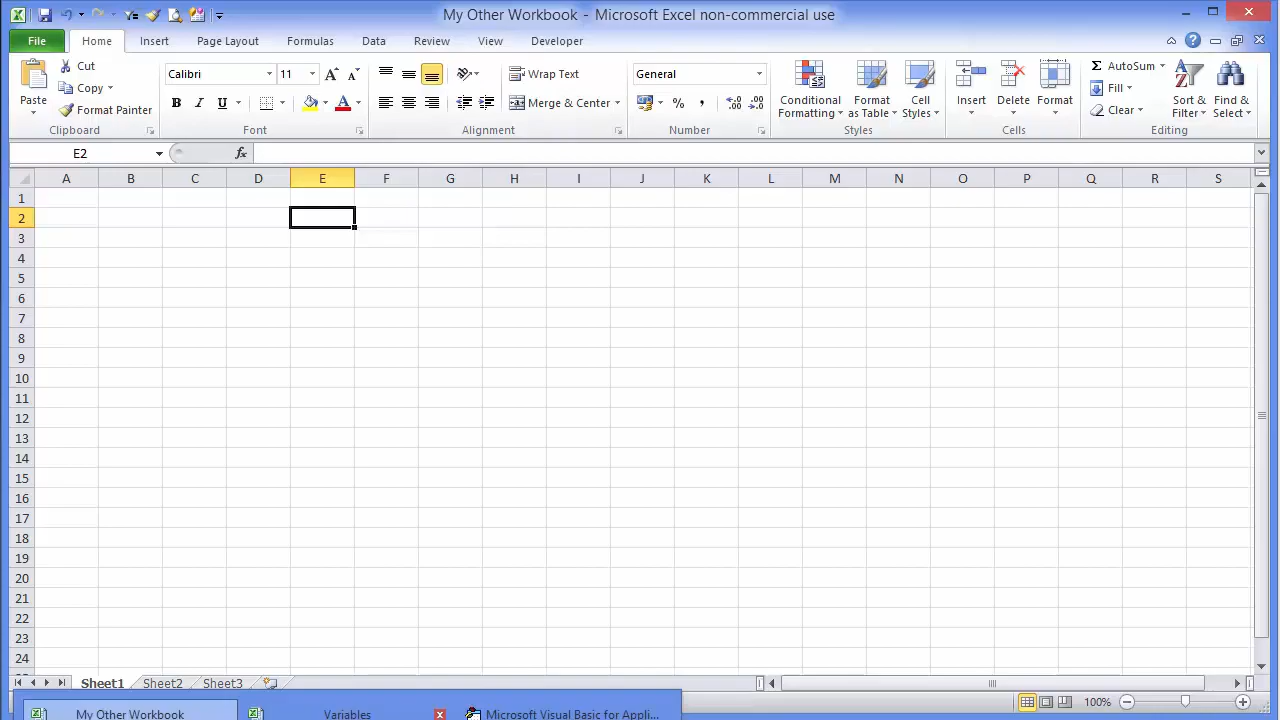 My Other Workbook - Microsoft Excel non-commercial use
File Home Insert Page Layout Formulas Data Review View Developer
Paste
Cut
Copy
Format Painter
Clipboard
Calibri 11
B I U A
Font
Wrap Text
Merge & Center
Alignment
General
% ,
Number
Conditional Formatting
Format as Table
Cell Styles
Styles
Insert
Delete
Format
Cells
Σ AutoSum
Fill
Clear
Sort & Filter
Find & Select
Editing
E2 fx
A B C D E F G H I J K L M N O P Q R S
1
2
3
4
5
6
7
8
9
10
11
12
13
14
15
16
17
18
19
20
21
22
23
24
Sheet1 Sheet2 Sheet3
100%
My Other Workbook Variables Microsoft Visual Basic for Appli...